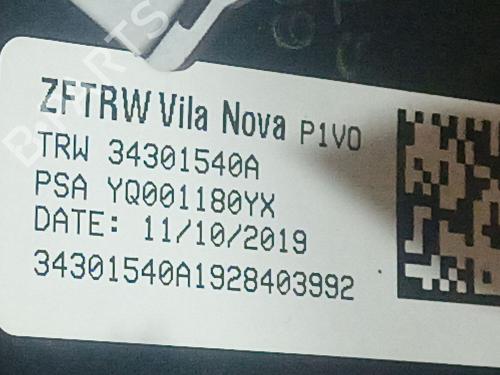 ZFTRW Vila Nova P1V0
TRW 34301540A
PSA YQ001180YX
DATE: 11/10/2019
34301540A1928403992